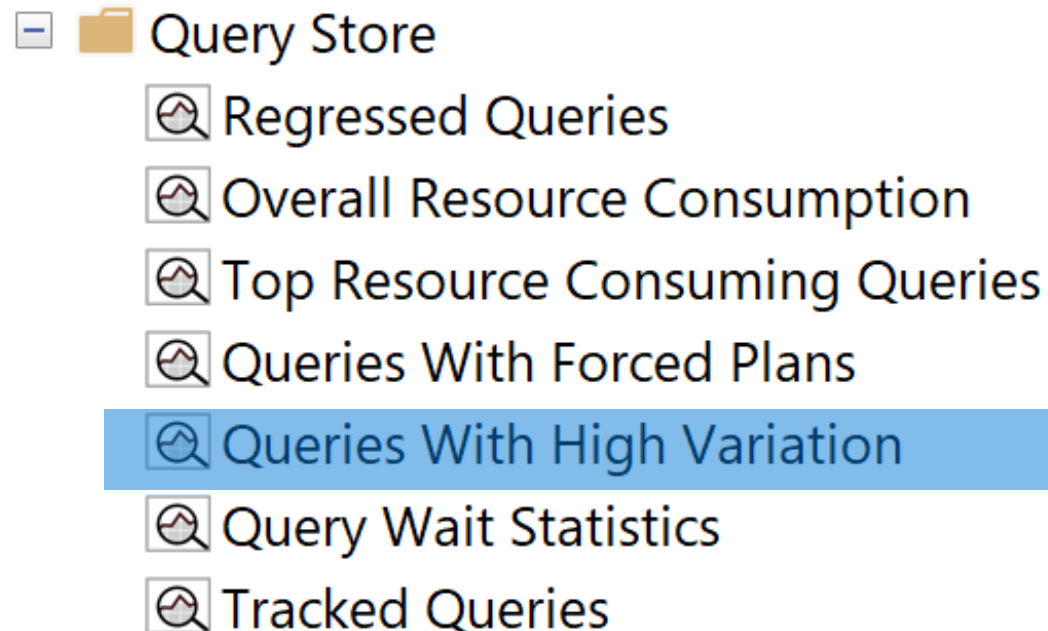 Query Store
Regressed Queries
Overall Resource Consumption
Top Resource Consuming Queries
Queries With Forced Plans
Queries With High Variation
Query Wait Statistics
Tracked Queries